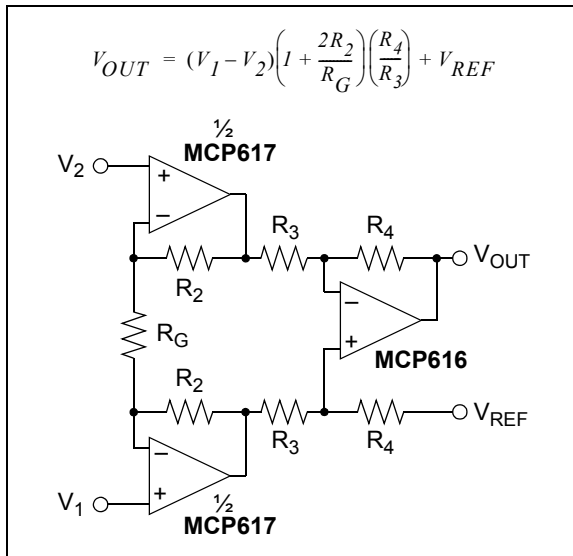 V_OUT = (V_1 – V_2)(1 + 2R_2/R_G)(R_4/R_3) + V_REF
½
MCP617
V_2
+
–
R_3
R_4
V_OUT
R_2
–
R_G
+
MCP616
R_2
V_REF
R_3
R_4
–
V_1
+
½
MCP617